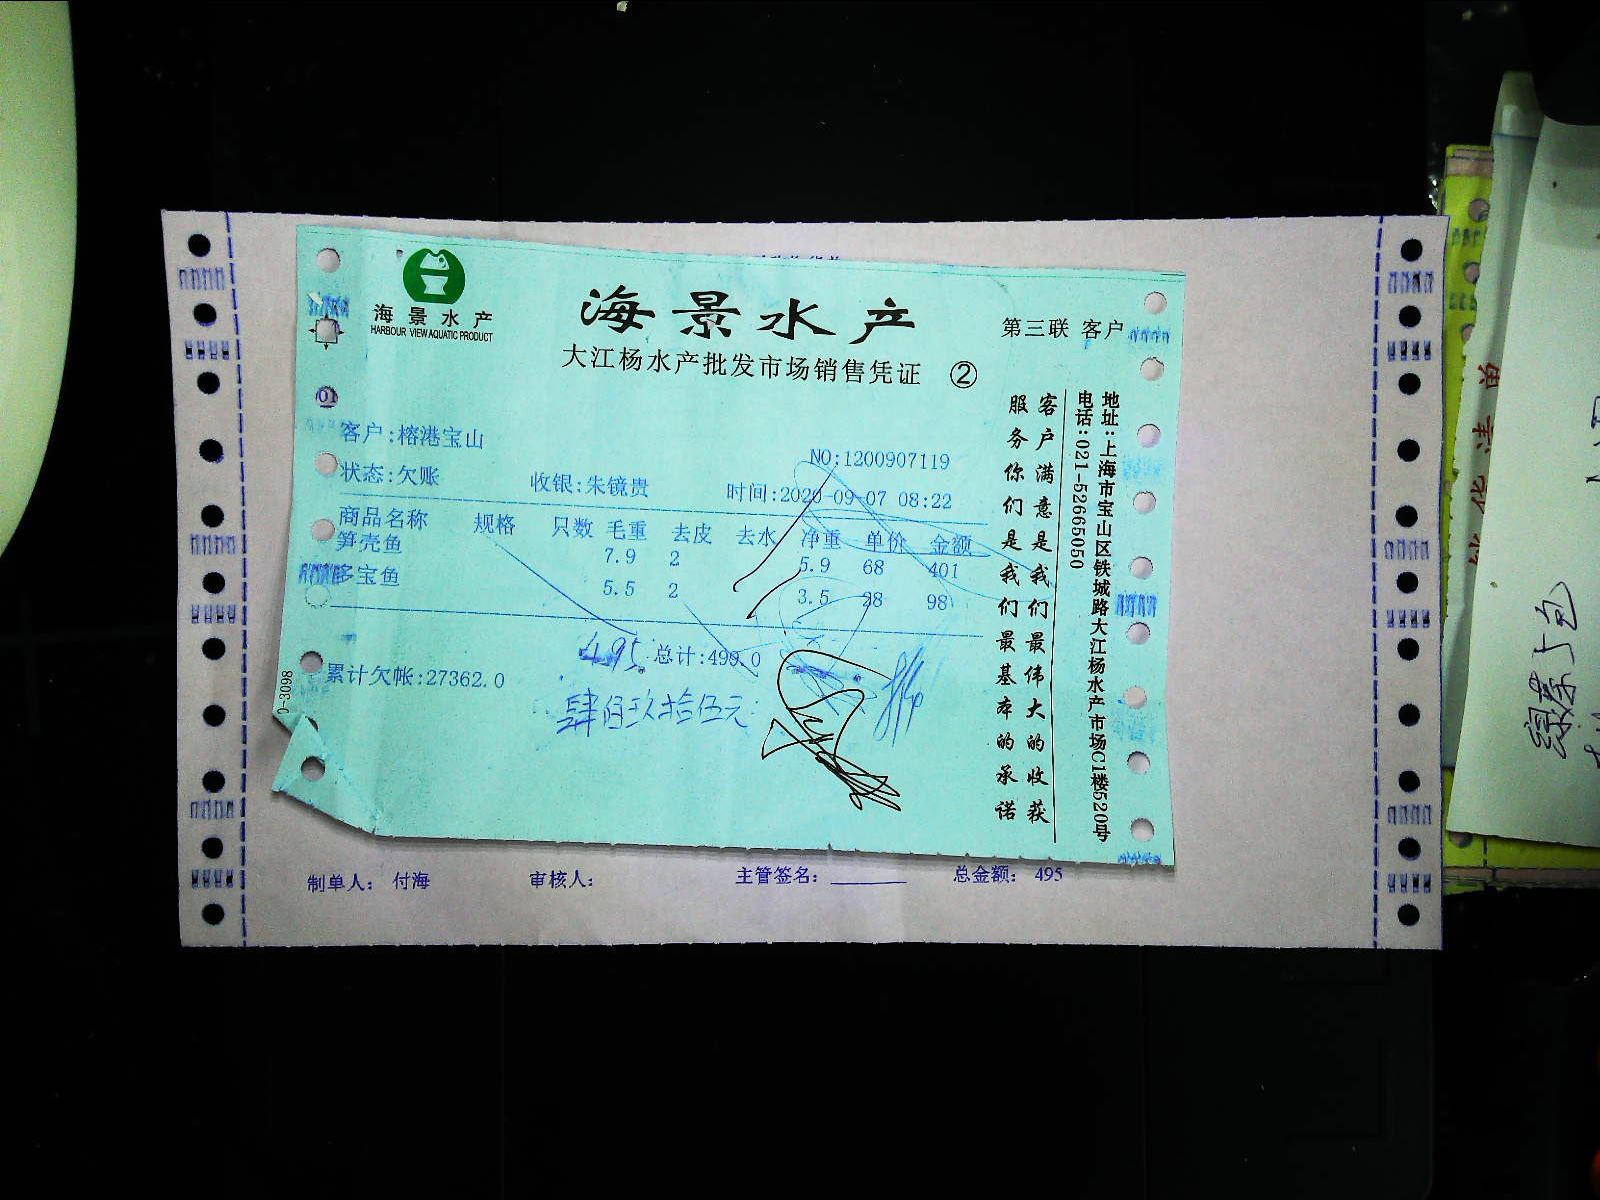 海景水产
HARBOUR VIEW AQUATIC PRODUCT
海景水产
第三联 客户
大江杨水产批发市场销售凭证 ②
01
客户:榕港宝山
NO:1200907119
状态:欠账 收银:朱镜贵 时间:2020-09-07 08:22
商品名称 规格 只数 毛重 去皮 去水 净重 单价 金额
笋壳鱼 7.9 2 5.9 68 401
多宝鱼 5.5 2 3.5 28 98
495 总计:499.0
累计欠帐:27362.0
肆佰玖拾伍元
0-3098
客户满意是我们最伟大的收获
服务你们是我们最基本的承诺
地址:上海市宝山区铁城路大江杨水产市场C1楼520号
电话:021-52665050
制单人: 付海 审核人: 主管签名: 总金额: 495
绿茶5包